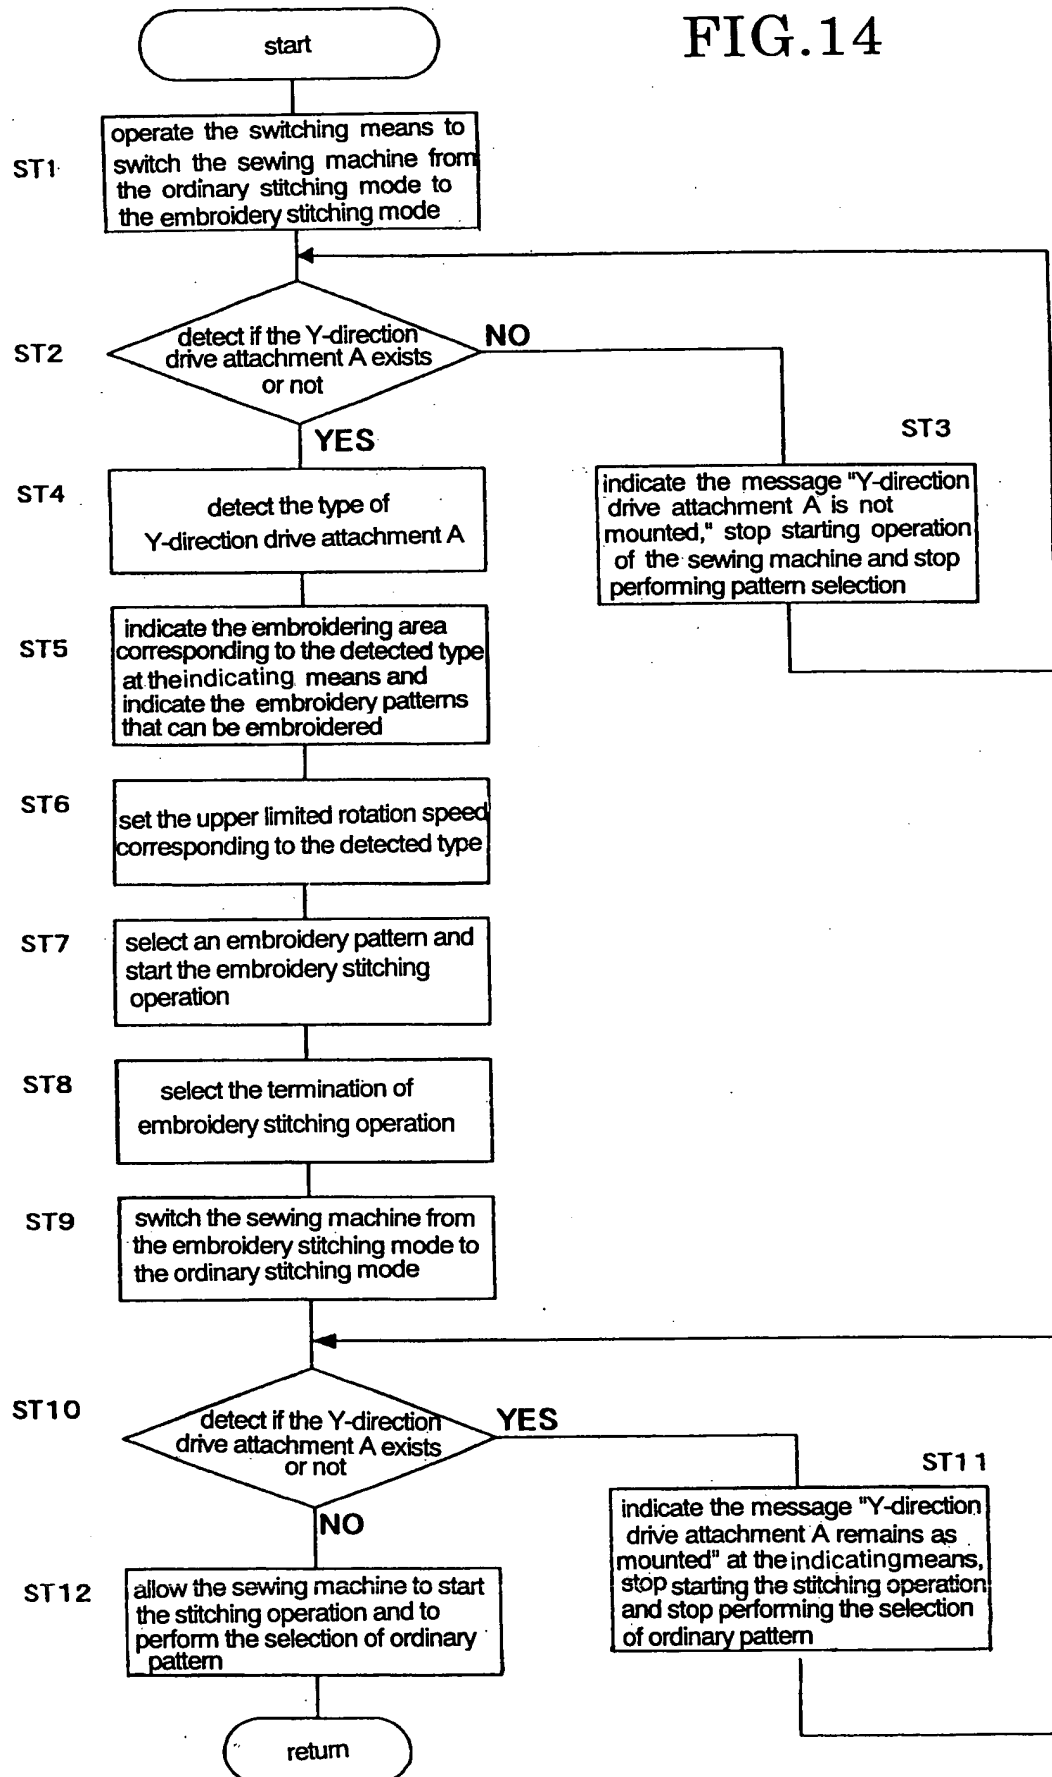 FIG.14
start
ST1
operate the switching means to
switch the sewing machine from
the ordinary stitching mode to
the embroidery stitching mode
ST2
detect if the Y-direction
drive attachment A exists
or not
NO
YES
ST3
indicate the message "Y-direction
drive attachment A is not
mounted," stop starting operation
of the sewing machine and stop
performing pattern selection
ST4
detect the type of
Y-direction drive attachment A
ST5
indicate the embroidering area
corresponding to the detected type
at the indicating means and
indicate the embroidery patterns
that can be embroidered
ST6
set the upper limited rotation speed
corresponding to the detected type
ST7
select an embroidery pattern and
start the embroidery stitching
operation
ST8
select the termination of
embroidery stitching operation
ST9
switch the sewing machine from
the embroidery stitching mode to
the ordinary stitching mode
ST10
detect if the Y-direction
drive attachment A exists
or not
YES
NO
ST11
indicate the message "Y-direction
drive attachment A remains as
mounted" at the indicating means,
stop starting the stitching operation
and stop performing the selection
of ordinary pattern
ST12
allow the sewing machine to start
the stitching operation and to
perform the selection of ordinary
pattern
return